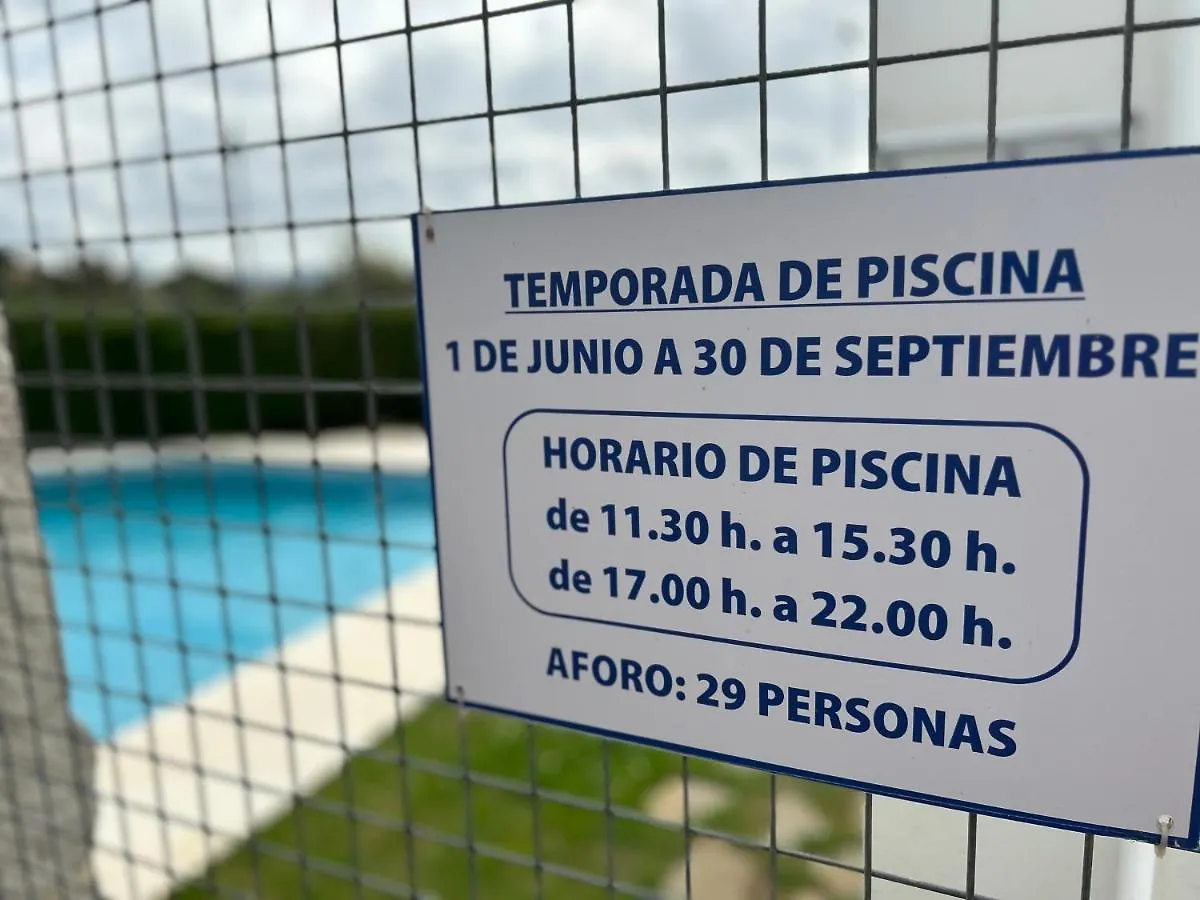 TEMPORADA DE PISCINA
1 DE JUNIO A 30 DE SEPTIEMBRE
HORARIO DE PISCINA
de 11.30 h. a 15.30 h.
de 17.00 h. a 22.00 h.
AFORO: 29 PERSONAS